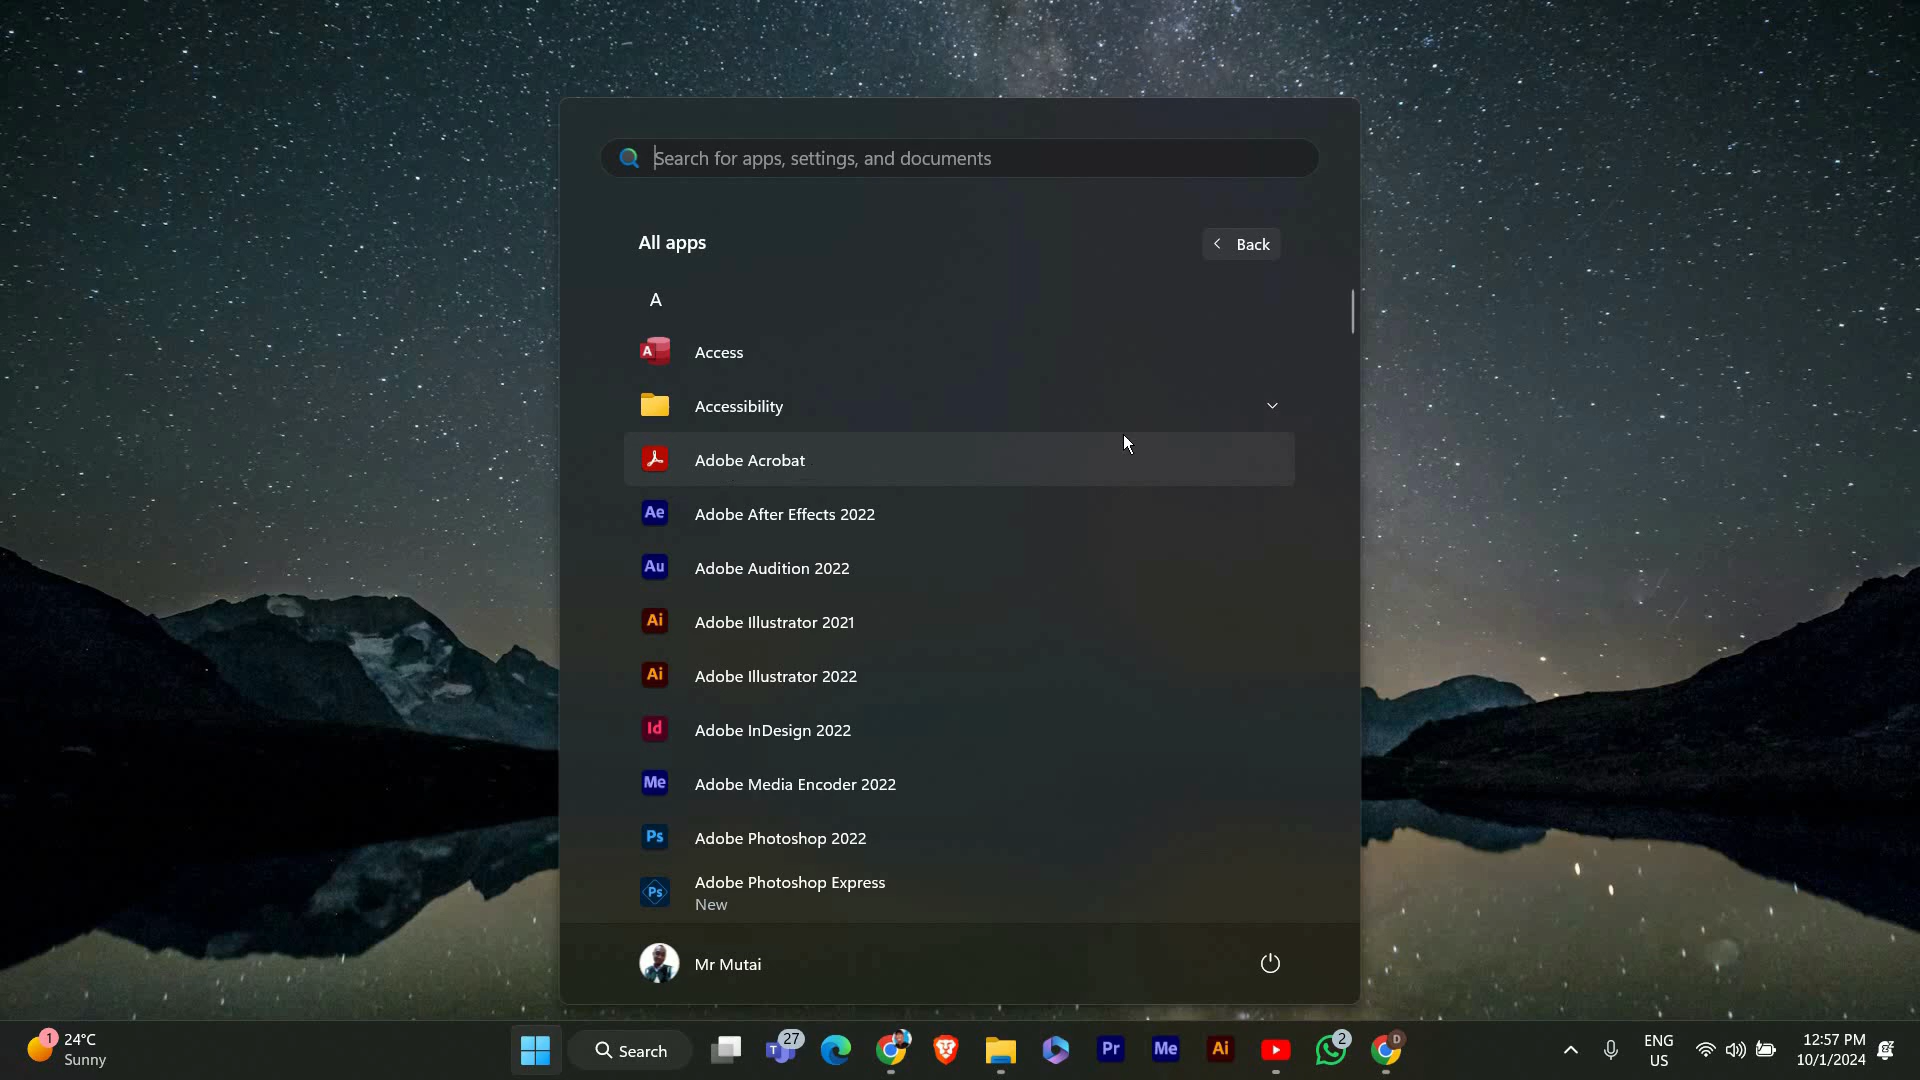 Search for apps, settings, and documents
All apps
Back
A
A
Access
Accessibility
Adobe Acrobat
Ae
Adobe After Effects 2022
Au
Adobe Audition 2022
Ai
Adobe Illustrator 2021
Ai
Adobe Illustrator 2022
Id
Adobe InDesign 2022
Me
Adobe Media Encoder 2022
Ps
Adobe Photoshop 2022
Ps
Adobe Photoshop Express
New
Mr Mutai
1
24°C
Sunny
Search
27
T
Pr
Me
Ai
2
D
ENG
US
12:57 PM
10/1/2024